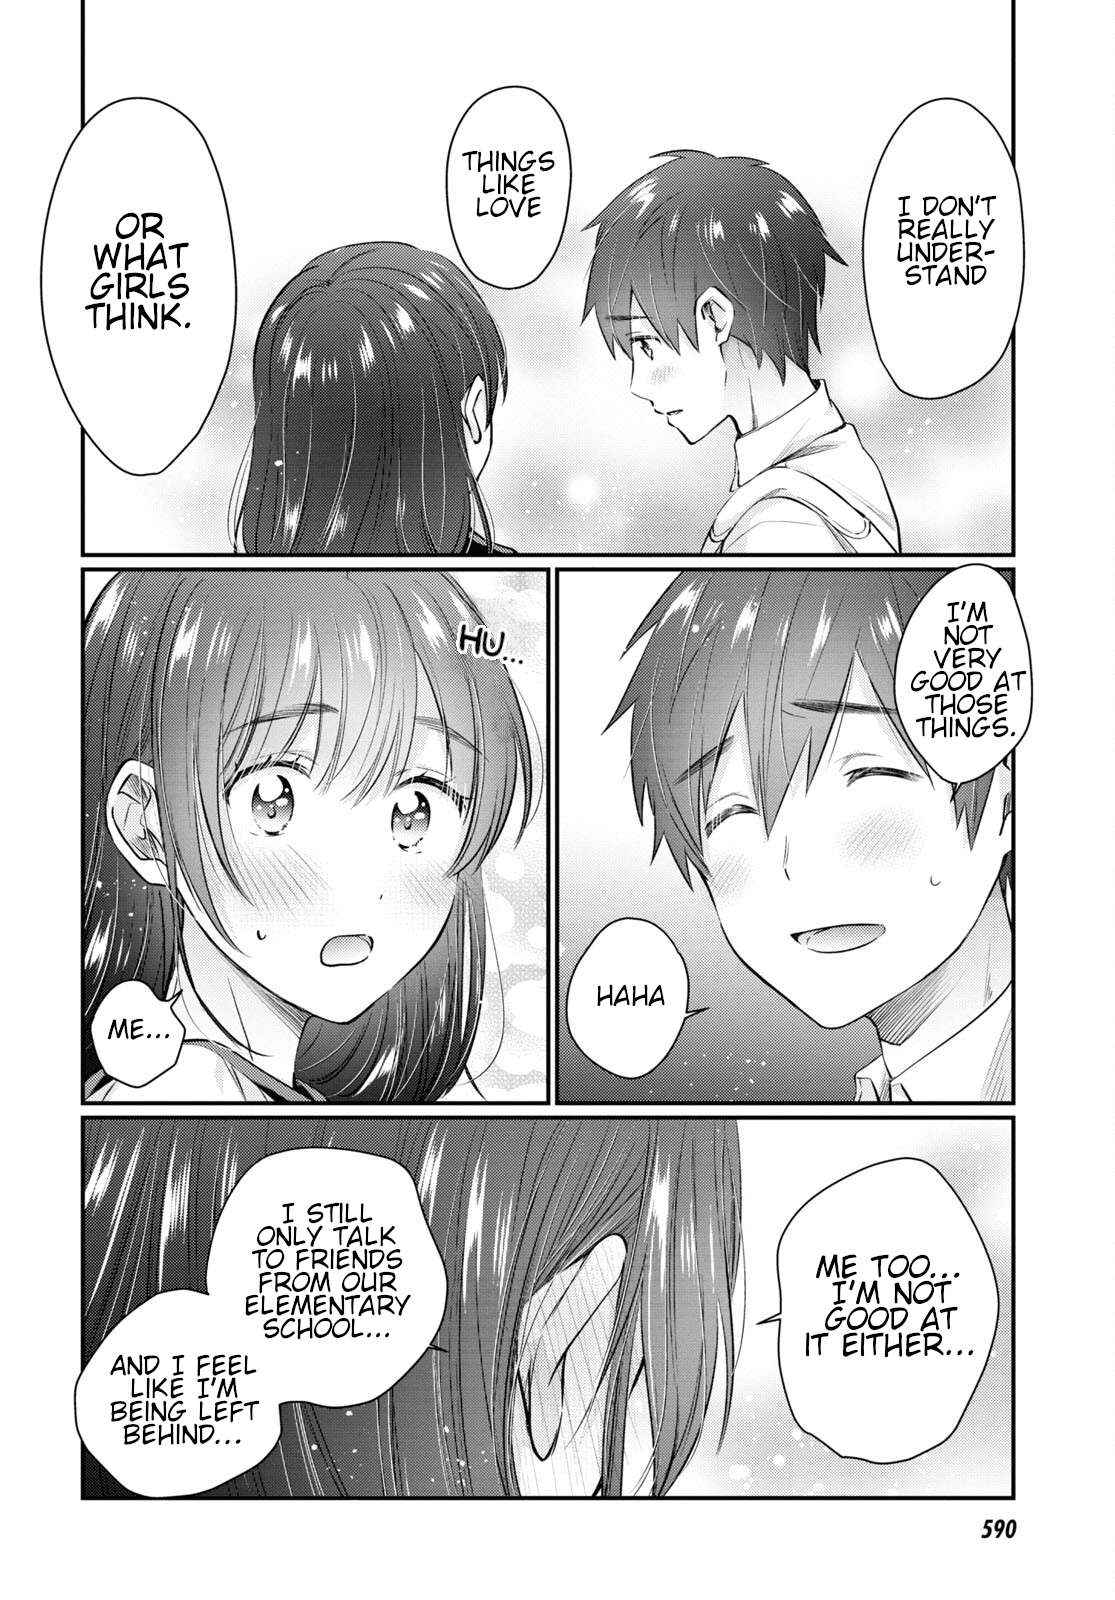 I DON'T
REALLY
UNDER-
STAND
THINGS
LIKE
LOVE
OR
WHAT
GIRLS
THINK.
I'M
NOT
VERY
GOOD AT
THOSE
THINGS.
HAHA
HU...
ME...
ME TOO...
I'M NOT
GOOD AT
IT EITHER...
I STILL
ONLY TALK
TO FRIENDS
FROM OUR
ELEMENTARY
SCHOOL...
AND I FEEL
LIKE I'M
BEING LEFT
BEHIND...
590